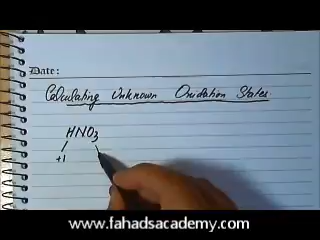 Date:
Calculating Unknown Oxidation States.
HNO3
+1
www.fahadsacademy.com